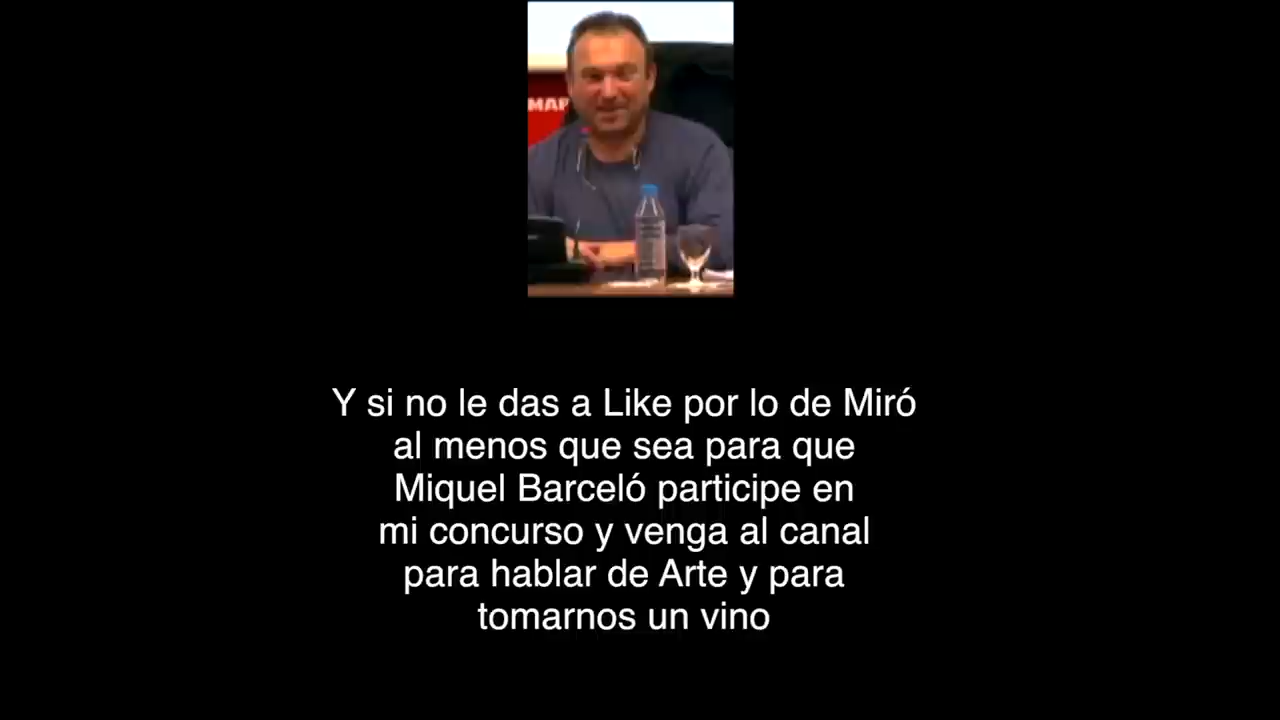 MAP
Y si no le das a Like por lo de Miró
al menos que sea para que
Miquel Barceló participe en
mi concurso y venga al canal
para hablar de Arte y para
tomarnos un vino